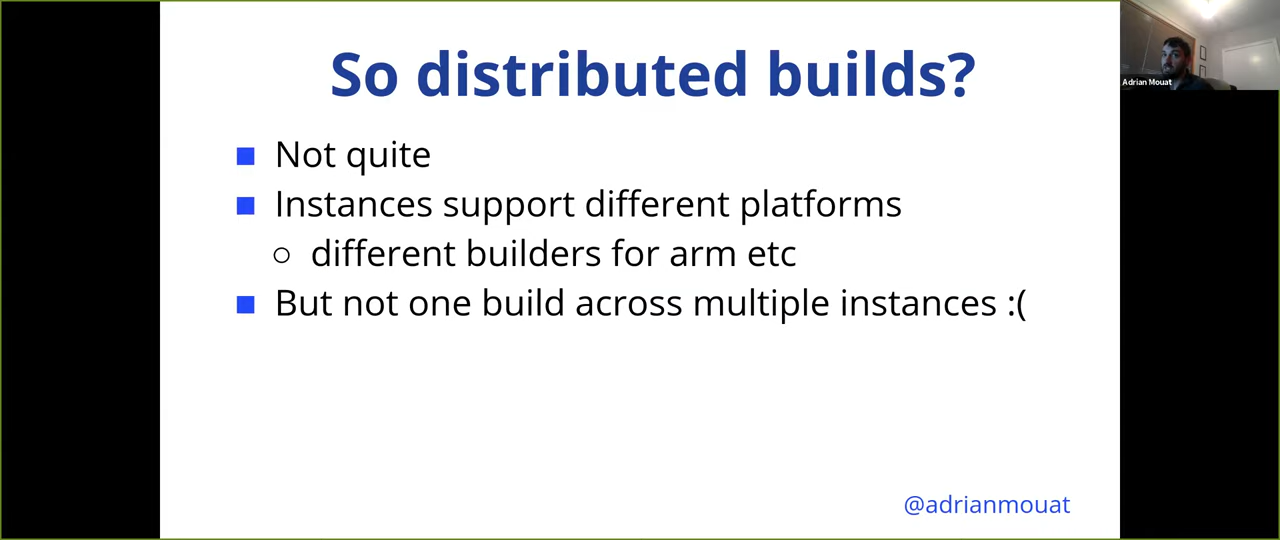 So distributed builds?
Not quite
Instances support different platforms
different builders for arm etc
But not one build across multiple instances :(
@adrianmouat
Adrian Mouat